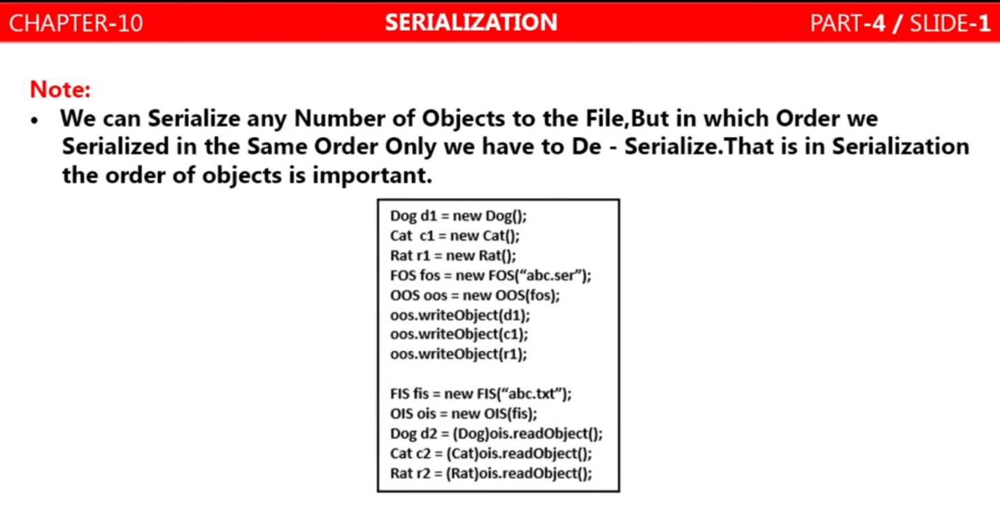 CHAPTER-10
SERIALIZATION
PART-4 / SLIDE-1
Note:
• We can Serialize any Number of Objects to the File,But in which Order we
Serialized in the Same Order Only we have to De - Serialize.That is in Serialization
the order of objects is important.
Dog d1 = new Dog();
Cat  c1 = new Cat();
Rat r1 = new Rat();
FOS fos = new FOS(“abc.ser”);
OOS oos = new OOS(fos);
oos.writeObject(d1);
oos.writeObject(c1);
oos.writeObject(r1);
FIS fis = new FIS(“abc.txt”);
OIS ois = new OIS(fis);
Dog d2 = (Dog)ois.readObject();
Cat c2 = (Cat)ois.readObject();
Rat r2 = (Rat)ois.readObject();